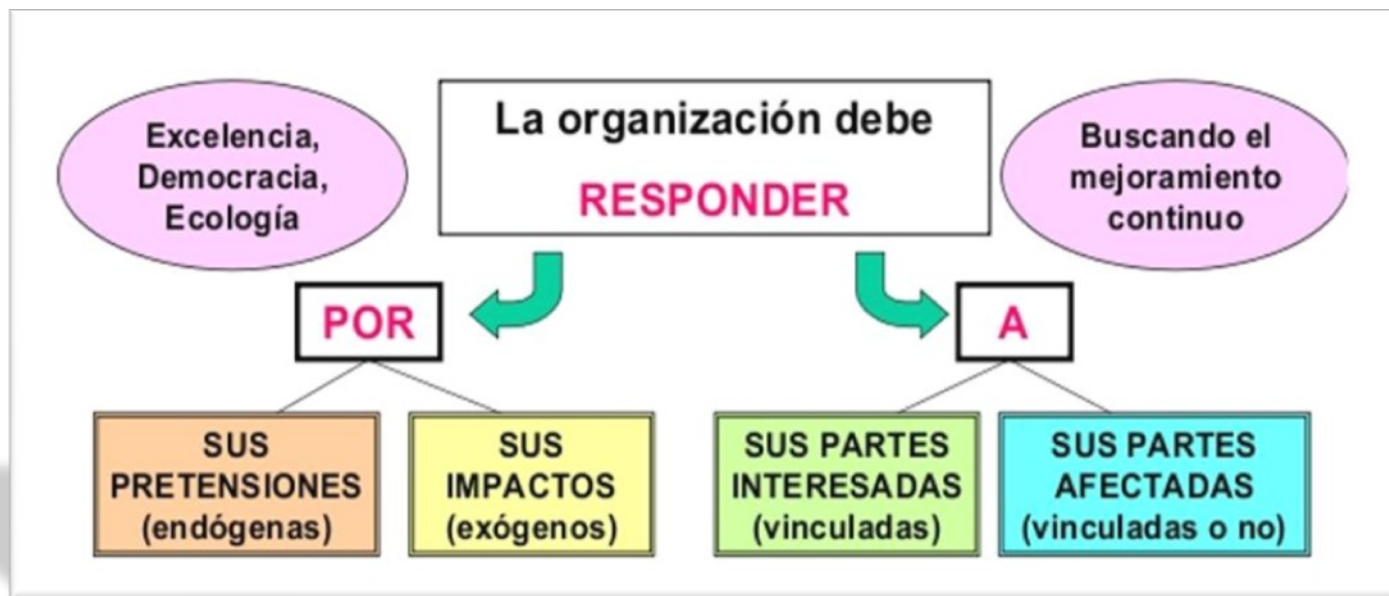 Excelencia,
Democracia,
Ecología
La organización debe
RESPONDER
Buscando el
mejoramiento
continuo
POR
A
SUS
PRETENSIONES
(endógenas)
SUS
IMPACTOS
(exógenos)
SUS PARTES
INTERESADAS
(vinculadas)
SUS PARTES
AFECTADAS
(vinculadas o no)